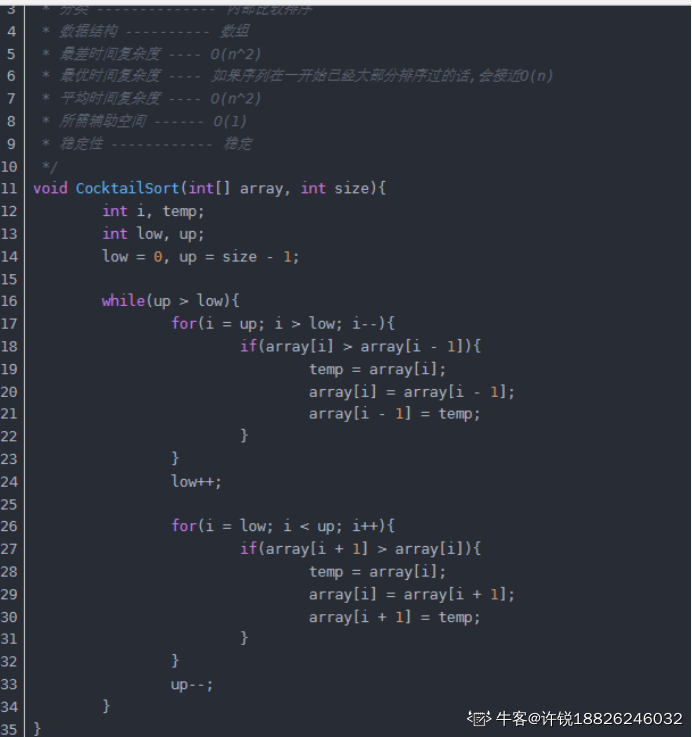 3 * 分类 -------------- 内部比较排序
4 * 数据结构 ---------- 数组
5 * 最差时间复杂度 ---- O(n^2)
6 * 最优时间复杂度 ---- 如果序列在一开始已经大部分排序过的话,会接近O(n)
7 * 平均时间复杂度 ---- O(n^2)
8 * 所需辅助空间 ------ O(1)
9 * 稳定性 ------------ 稳定
10 */
11 void CocktailSort(int[] array, int size){
12 int i, temp;
13 int low, up;
14 low = 0, up = size - 1;
15
16 while(up > low){
17 for(i = up; i > low; i--){
18 if(array[i] > array[i - 1]){
19 temp = array[i];
20 array[i] = array[i - 1];
21 array[i - 1] = temp;
22 }
23 }
24 low++;
25
26 for(i = low; i < up; i++){
27 if(array[i + 1] > array[i]){
28 temp = array[i];
29 array[i] = array[i + 1];
30 array[i + 1] = temp;
31 }
32 }
33 up--;
34 }
35 }
牛客@许锐18826246032